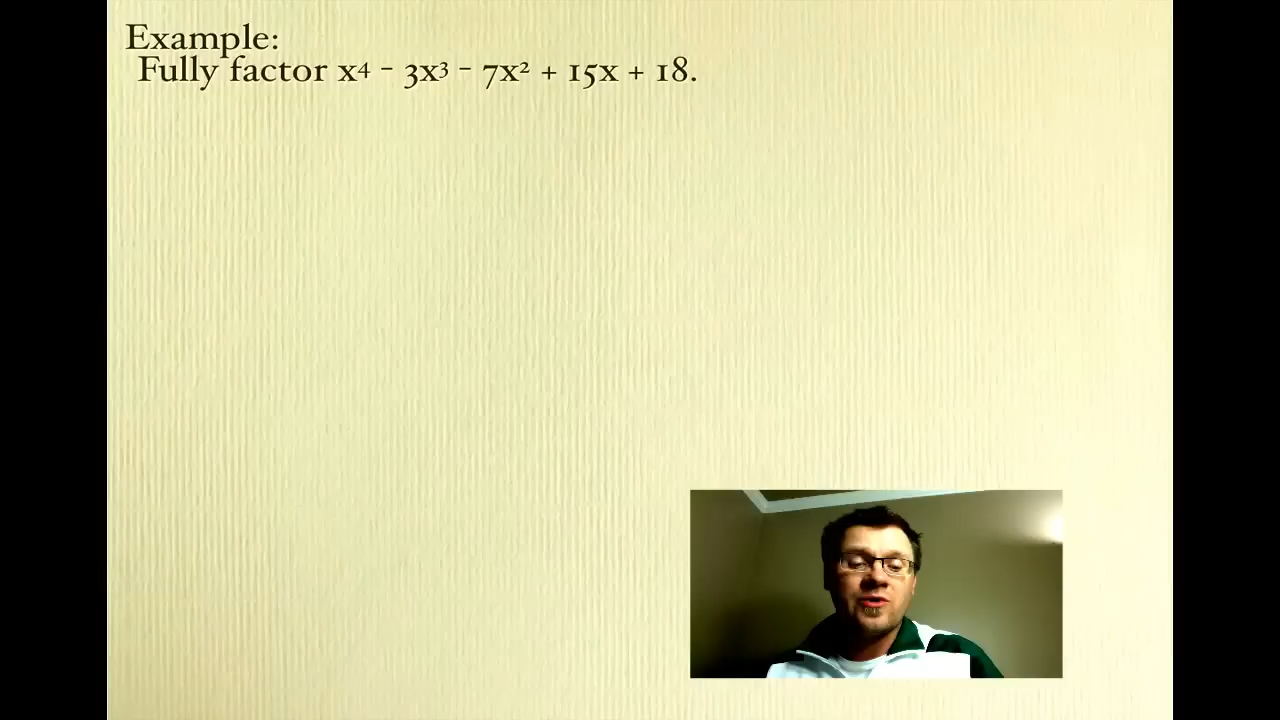 Example:
Fully factor x⁴ - 3x³ - 7x² + 15x + 18.